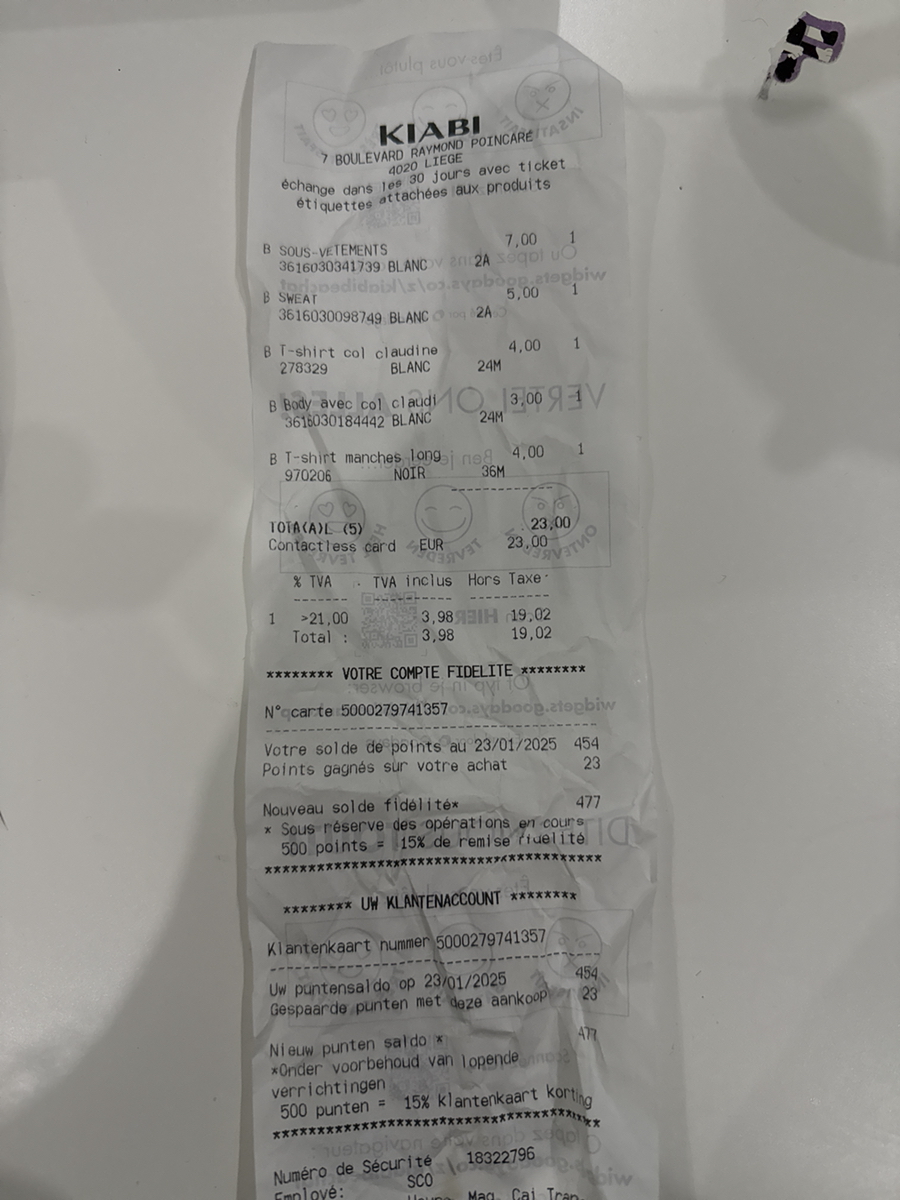 KIABI
7 BOULEVARD RAYMOND POINCARÉ
4020 LIEGE
échange dans les 30 jours avec ticket
étiquettes attachées aux produits
B SOUS-VETEMENTS 7,00 1
3616030341739 BLANC 2A
B SWEAT 5,00 1
3616030098749 BLANC 2A
B T-shirt col claudine 4,00 1
278329 BLANC 24M
B Body avec col claudi 3,00 1
3616030184442 BLANC 24M
B T-shirt manches long 4,00 1
970206 NOIR 36M
TOTA(A)L (5) 23,00
Contactless card EUR 23,00
% TVA TVA inclus Hors Taxe
1 >21,00 3,98 19,02
Total : 3,98 19,02
******** VOTRE COMPTE FIDELITE ********
N° carte 5000279741357
Votre solde de points au 23/01/2025 454
Points gagnés sur votre achat 23
Nouveau solde fidélité* 477
* Sous réserve des opérations en cours
500 points = 15% de remise fidelité
******** UW KLANTENACCOUNT ********
Klantenkaart nummer 5000279741357
Uw puntensaldo op 23/01/2025 454
Gespaarde punten met deze aankoop 23
Nieuw punten saldo * 477
*Onder voorbehoud van lopende
verrichtingen
500 punten = 15% klantenkaart korting
Numéro de Sécurité 18322796
Employé: SCO
Mag. Cai Tran